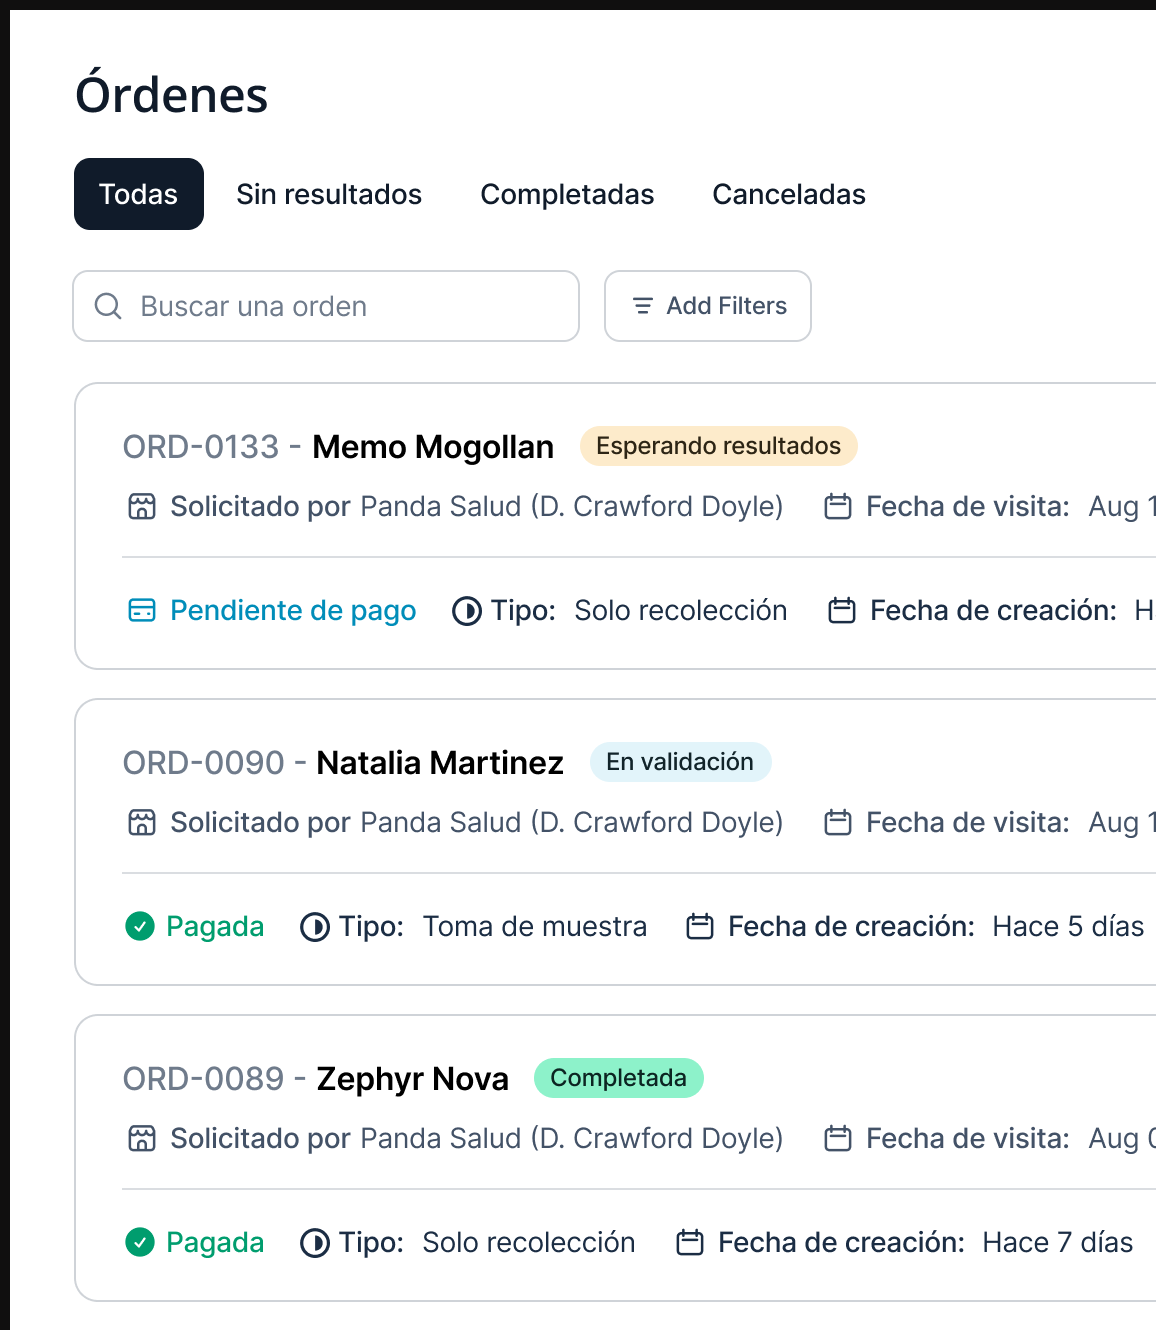 Órdenes
Todas Sin resultados Completadas Canceladas
Buscar una orden Add Filters
ORD-0133 - Memo Mogollan Esperando resultados
Solicitado por Panda Salud (D. Crawford Doyle) Fecha de visita: Aug 1
Pendiente de pago Tipo: Solo recolección Fecha de creación: H
ORD-0090 - Natalia Martinez En validación
Solicitado por Panda Salud (D. Crawford Doyle) Fecha de visita: Aug 1
Pagada Tipo: Toma de muestra Fecha de creación: Hace 5 días
ORD-0089 - Zephyr Nova Completada
Solicitado por Panda Salud (D. Crawford Doyle) Fecha de visita: Aug 0
Pagada Tipo: Solo recolección Fecha de creación: Hace 7 días